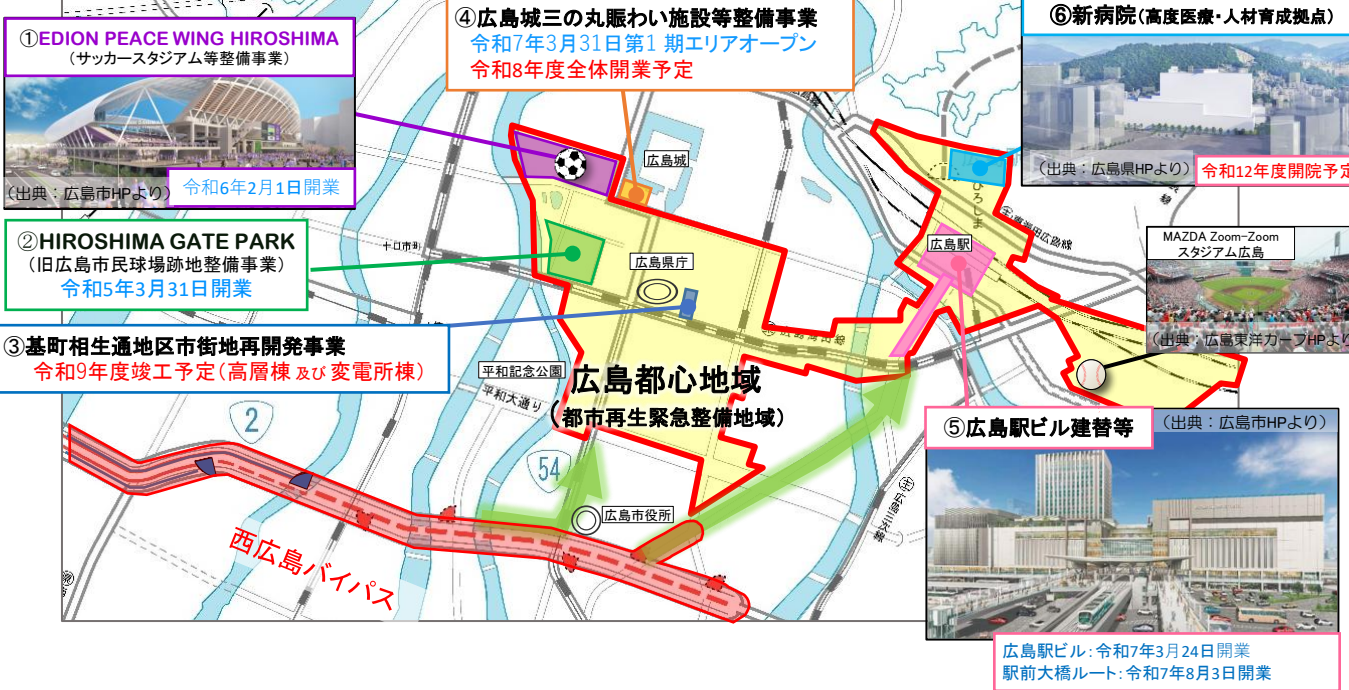 ①EDION PEACE WING HIROSHIMA
(サッカースタジアム等整備事業)
(出典：広島市HPより)
令和6年2月1日開業
②HIROSHIMA GATE PARK
(旧広島市民球場跡地整備事業)
令和5年3月31日開業
③基町相生通地区市街地再開発事業
令和9年度竣工予定(高層棟 及び 変電所棟)
④広島城三の丸賑わい施設等整備事業
令和7年3月31日第1 期エリアオープン
令和8年度全体開業予定
⑥新病院(高度医療・人材育成拠点)
(出典：広島県HPより)
令和12年度開院予定
広島城
ひろしま
広島駅
MAZDA Zoom-Zoom
スタジアム広島
(出典：広島東洋カープHPより)
十日市町
広島県庁
平和記念公園
平和大通り
広島都心地域
(都市再生緊急整備地域)
2
54
広島市役所
西広島バイパス
⑤広島駅ビル建替等
(出典：広島市HPより)
広島駅ビル：令和7年3月24日開業
駅前大橋ルート：令和7年8月3日開業